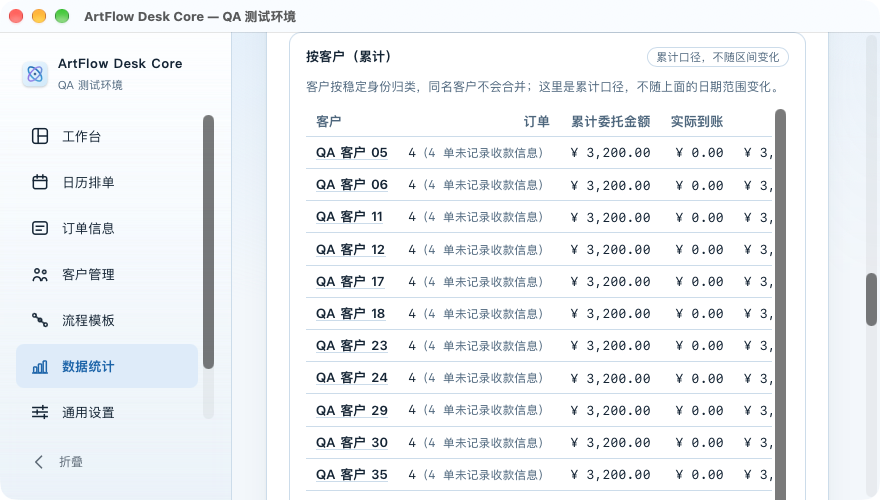 ArtFlow Desk Core — QA 测试环境
ArtFlow Desk Core
QA 测试环境
工作台
日历排单
订单信息
客户管理
流程模板
数据统计
通用设置
折叠
按客户（累计）
累计口径，不随区间变化
客户按稳定身份归类，同名客户不会合并；这里是累计口径，不随上面的日期范围变化。
客户 订单 累计委托金额 实际到账
QA 客户 05 4 (4 单未记录收款信息) ¥ 3,200.00 ¥ 0.00 ¥ 3,
QA 客户 06 4 (4 单未记录收款信息) ¥ 3,200.00 ¥ 0.00 ¥ 3,
QA 客户 11 4 (4 单未记录收款信息) ¥ 3,200.00 ¥ 0.00 ¥ 3,
QA 客户 12 4 (4 单未记录收款信息) ¥ 3,200.00 ¥ 0.00 ¥ 3,
QA 客户 17 4 (4 单未记录收款信息) ¥ 3,200.00 ¥ 0.00 ¥ 3,
QA 客户 18 4 (4 单未记录收款信息) ¥ 3,200.00 ¥ 0.00 ¥ 3,
QA 客户 23 4 (4 单未记录收款信息) ¥ 3,200.00 ¥ 0.00 ¥ 3,
QA 客户 24 4 (4 单未记录收款信息) ¥ 3,200.00 ¥ 0.00 ¥ 3,
QA 客户 29 4 (4 单未记录收款信息) ¥ 3,200.00 ¥ 0.00 ¥ 3,
QA 客户 30 4 (4 单未记录收款信息) ¥ 3,200.00 ¥ 0.00 ¥ 3,
QA 客户 35 4 (4 单未记录收款信息) ¥ 3,200.00 ¥ 0.00 ¥ 3,